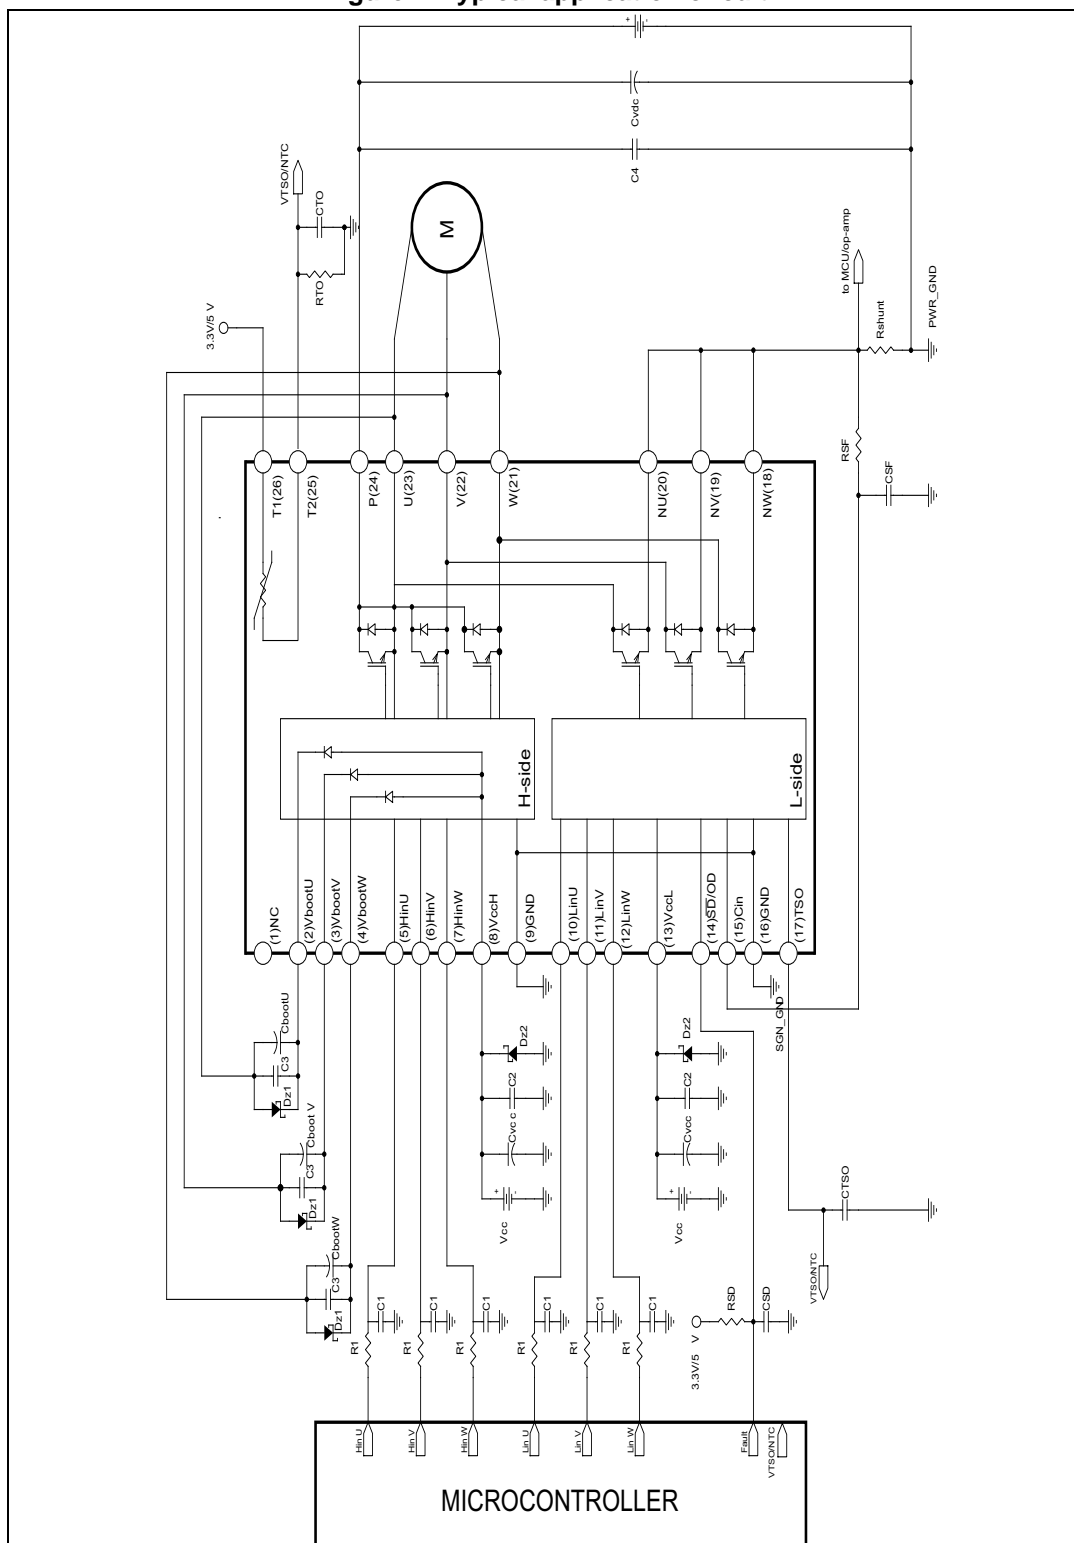 VTSO/NTC
CTO
RTO
3.3V/5 V
M
Cvdc
C4
to MCU/op-amp
Rshunt
PWR_GND
RSF
CSF
T1(26)
T2(25)
P(24)
U(23)
V(22)
W(21)
NU(20)
NV(19)
NW(18)
H-side
L-side
(1)NC
(2)VbootU
(3)VbootV
(4)VbootW
(5)HinU
(6)HinV
(7)HinW
(8)VccH
(9)GND
(10)LinU
(11)LinV
(12)LinW
(13)VccL
(14)SD/OD
(15)Cin
(16)GND
(17)TSO
SGN_GND
CbootU
C3
Dz1
Cboot V
C3
Dz1
CbootW
C3
Dz1
Dz2
C2
Cvc c
Vcc
+
-
Dz2
C2
Cvcc
Vcc
+
-
CTSO
VTSO/NTC
R1
C1
R1
C1
R1
C1
R1
C1
R1
C1
R1
C1
3.3V/5 V
RSD
CSD
Hin U
Hin V
Hin W
Lin U
Lin V
Lin W
Fault
VTSO/NTC
MICROCONTROLLER